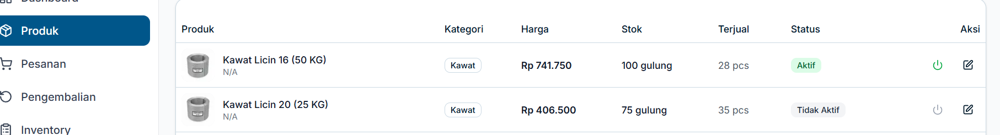 Dashboard
Produk
Pesanan
Pengembalian
Inventory
Produk Kategori Harga Stok Terjual Status Aksi
Kawat Licin 16 (50 KG)
N/A
Kawat Rp 741.750 100 gulung 28 pcs Aktif
Kawat Licin 20 (25 KG)
N/A
Kawat Rp 406.500 75 gulung 35 pcs Tidak Aktif